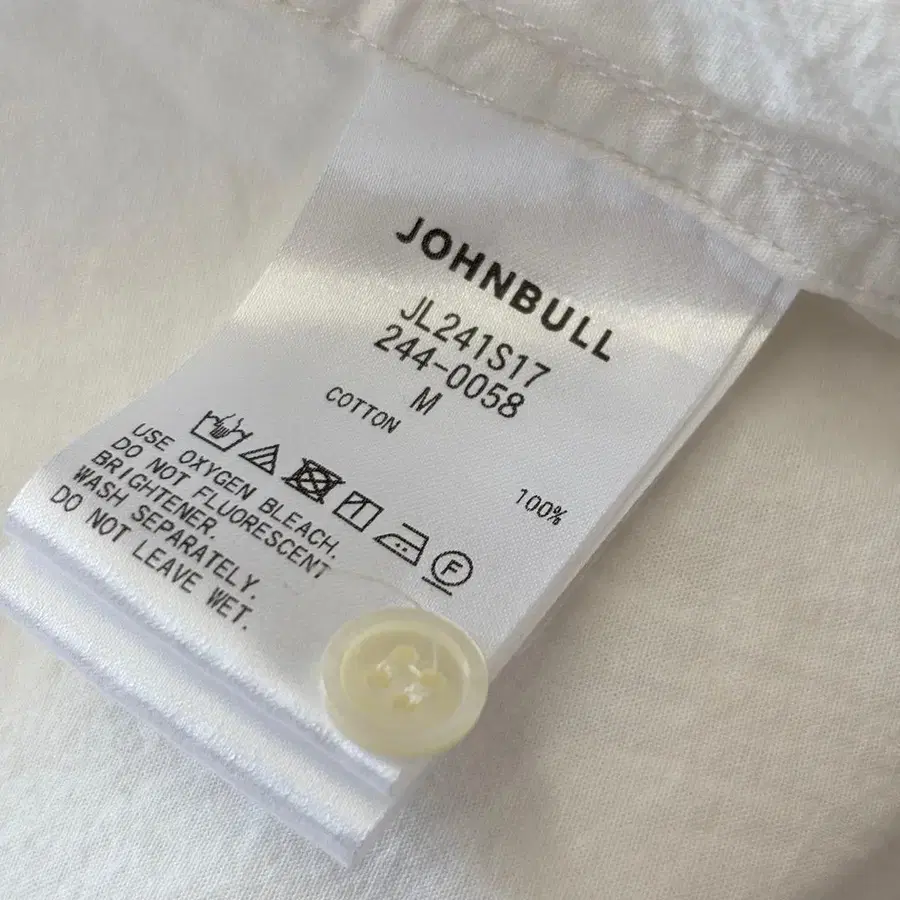 JOHNBULL
JL241S17
244-0058
M
COTTON 100%
F
USE OXYGEN BLEACH.
DO NOT FLUORESCENT
BRIGHTENER.
WASH SEPARATELY.
DO NOT LEAVE WET.